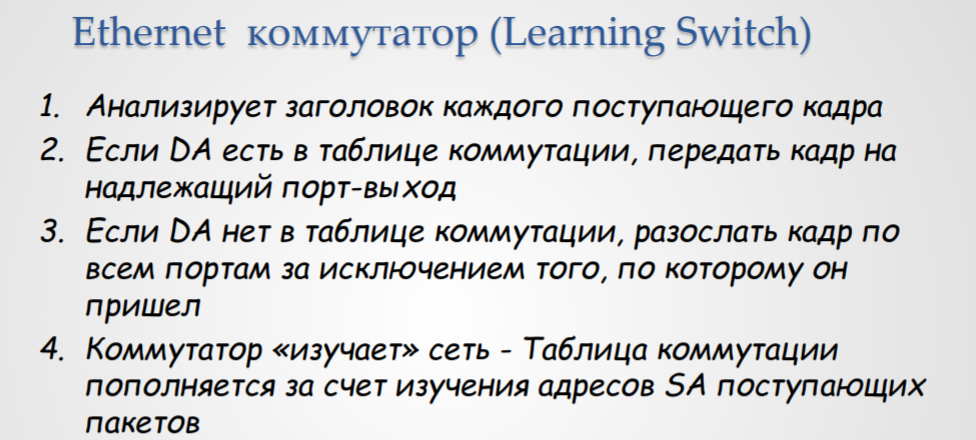 Ethernet коммутатор (Learning Switch)
1. Анализирует заголовок каждого поступающего кадра
2. Если DA есть в таблице коммутации, передать кадр на
надлежащий порт-выход
3. Если DA нет в таблице коммутации, разослать кадр по
всем портам за исключением того, по которому он
пришел
4. Коммутатор «изучает» сеть - Таблица коммутации
пополняется за счет изучения адресов SA поступающих
пакетов